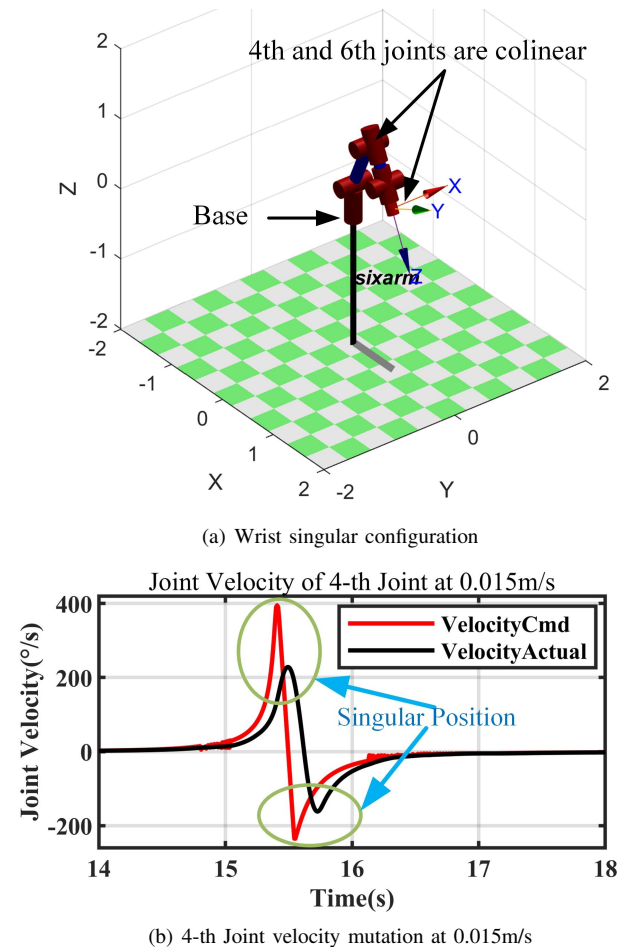 2
4th and 6th joints are colinear
1
Z
0
X
Y
Base
-1
Z
sixarm
-2
-2
-1
0
1
2
X
-2
0
2
Y
(a) Wrist singular configuration
Joint Velocity of 4-th Joint at 0.015m/s
400
VelocityCmd
VelocityActual
200
Singular Position
0
-200
Joint Velocity(°/s)
14
15
16
17
18
Time(s)
(b) 4-th Joint velocity mutation at 0.015m/s